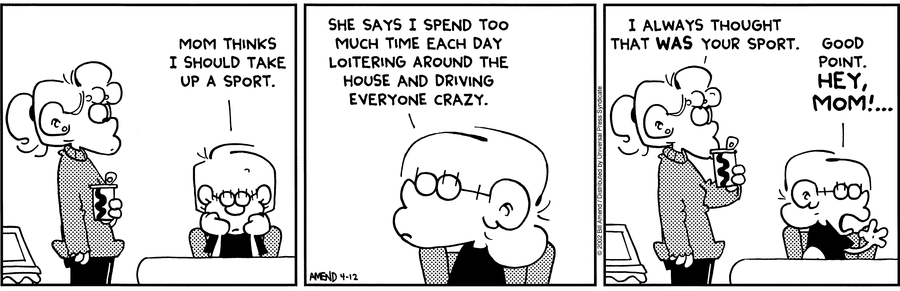 MOM THINKS
I SHOULD TAKE
UP A SPORT.
SHE SAYS I SPEND TOO
MUCH TIME EACH DAY
LOITERING AROUND THE
HOUSE AND DRIVING
EVERYONE CRAZY.
AMEND 4-12
© 2002 Bill Amend / Distributed by Universal Press Syndicate
I ALWAYS THOUGHT
THAT WAS YOUR SPORT.
GOOD
POINT.
HEY,
MOM!...